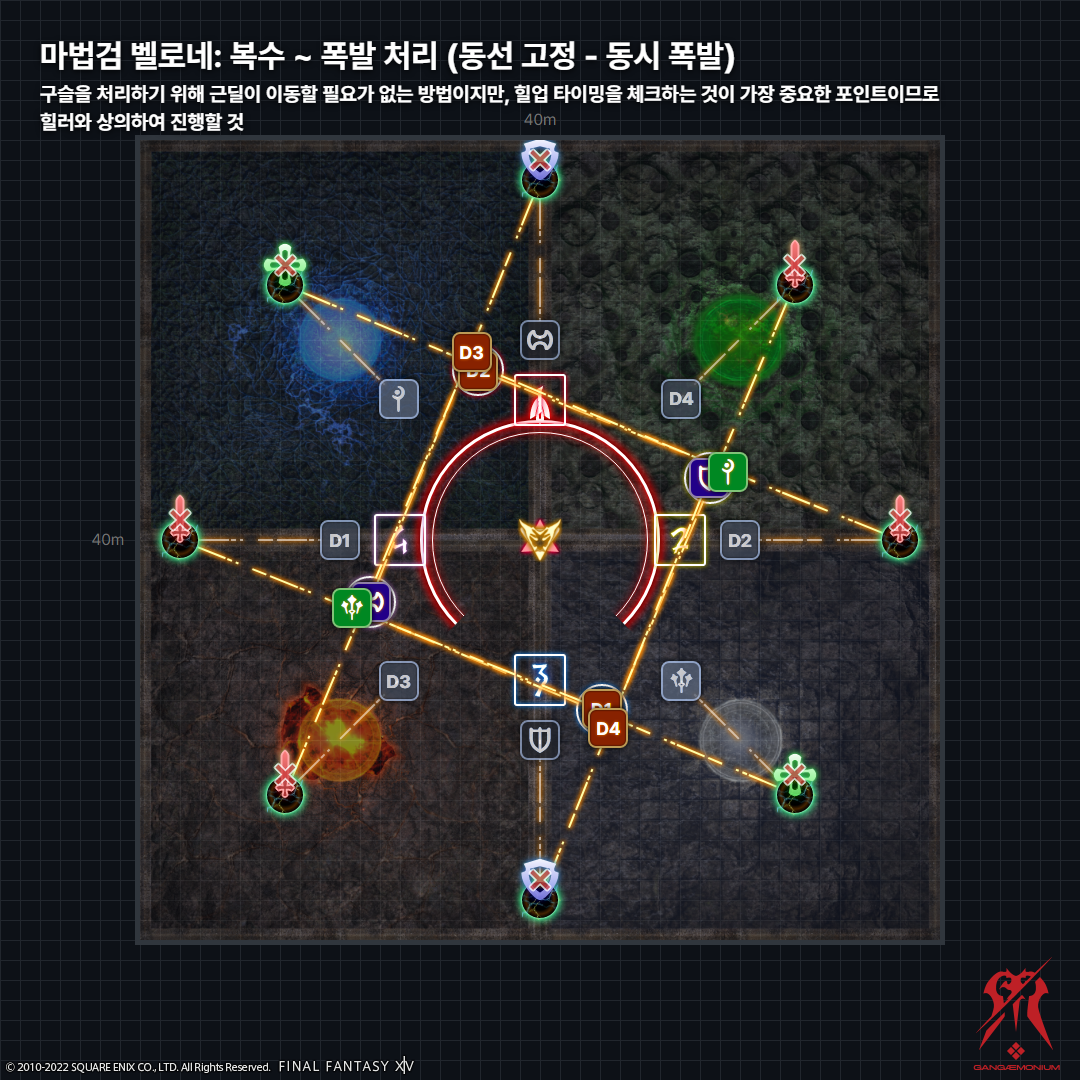 마법검 벨로네: 복수 ~ 폭발 처리 (동선 고정 - 동시 폭발)
구슬을 처리하기 위해 근딜이 이동할 필요가 없는 방법이지만, 힐업 타이밍을 체크하는 것이 가장 중요한 포인트이므로
힐러와 상의하여 진행할 것
40m
D3
D2
D4
40m
D1
2
D2
D3
3
D1
D4
© 2010-2022 SQUARE ENIX CO., LTD. All Rights Reserved. FINAL FANTASY XIV
GANGÆMONIUM